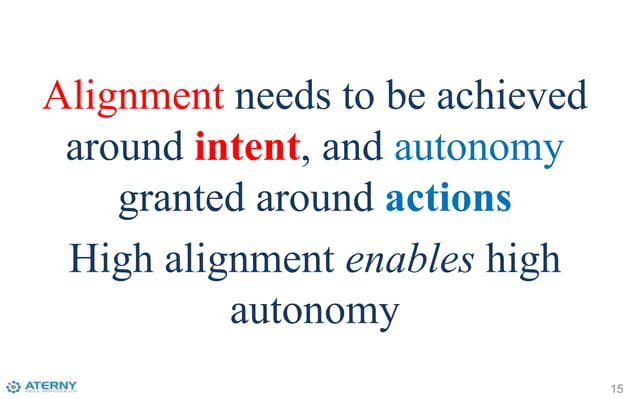 Alignment needs to be achieved
around intent, and autonomy
granted around actions
High alignment enables high
autonomy
ATERNY
15